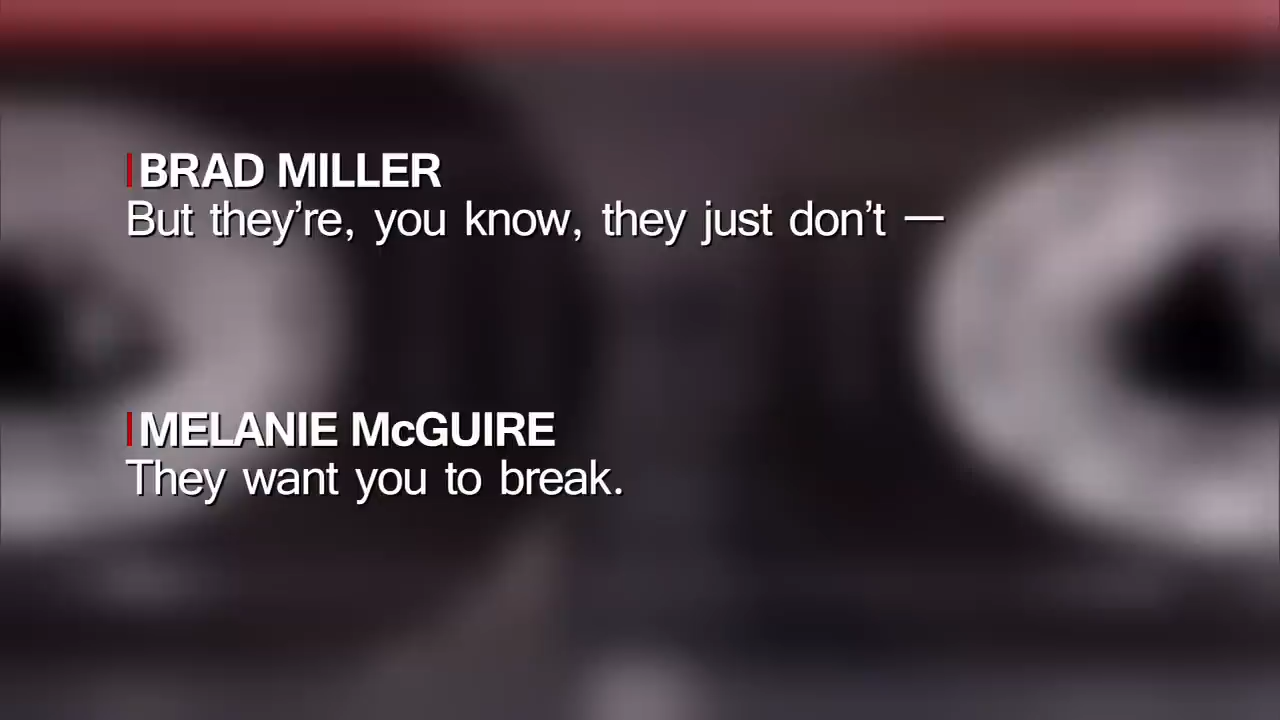 BRAD MILLER
But they’re, you know, they just don’t —
MELANIE McGUIRE
They want you to break.